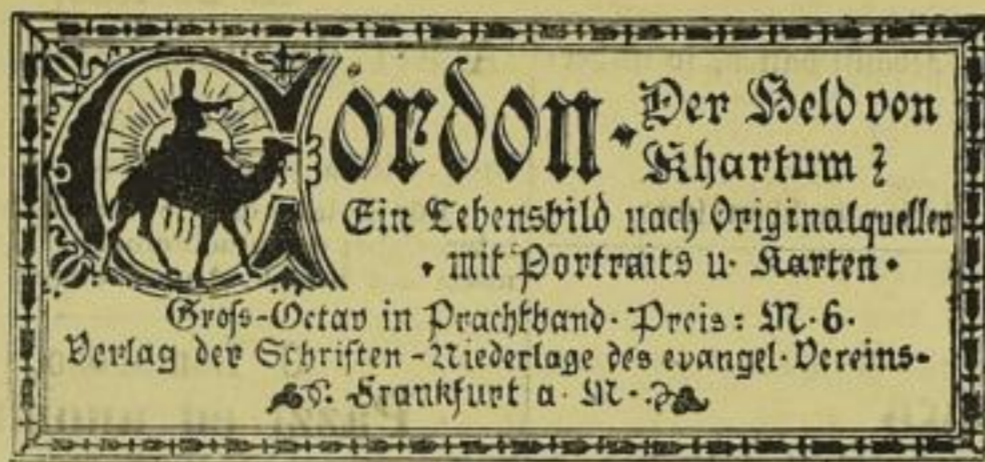 Gordon · Der Held von
Khartum
Ein Lebensbild nach Originalquellen
· mit Portraits u. Karten ·
Gross-Octav in Prachtband · Preis: M. 6.
Verlag der Schriften-Niederlage des evangel. Vereins-
Frankfurt a. M.